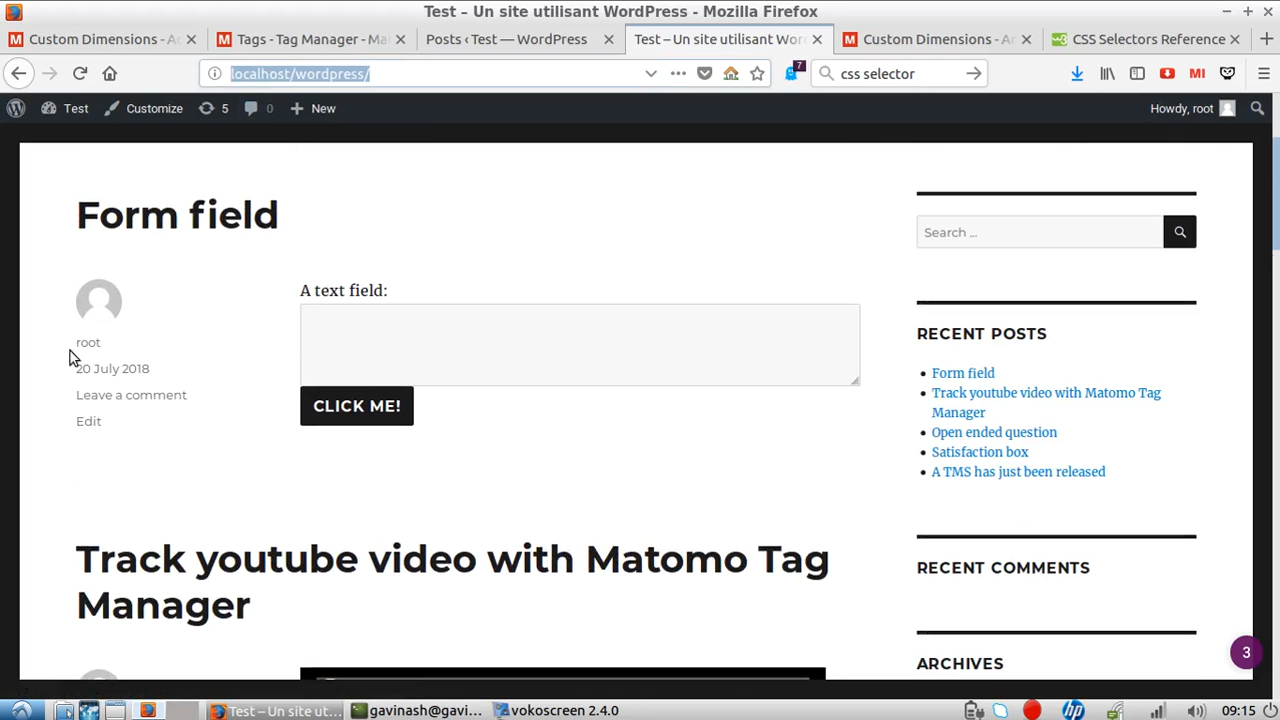 Test – Un site utilisant WordPress - Mozilla Firefox
Custom Dimensions - A
Tags - Tag Manager - Ma
Posts ‹ Test — WordPress
Test – Un site utilisant Wor
Custom Dimensions - A
CSS Selectors Reference
localhost/wordpress/
7
css selector
MI
Test
Customize
5
0
New
Howdy, root
Form field
Search …
A text field:
root
20 July 2018
Leave a comment
Edit
CLICK ME!
RECENT POSTS
Form field
Track youtube video with Matomo Tag
Manager
Open ended question
Satisfaction box
A TMS has just been released
Track youtube video with Matomo Tag
Manager
RECENT COMMENTS
ARCHIVES
3
Test – Un site ut...
gavinash@gavi...
vokoscreen 2.4.0
hp
09:15